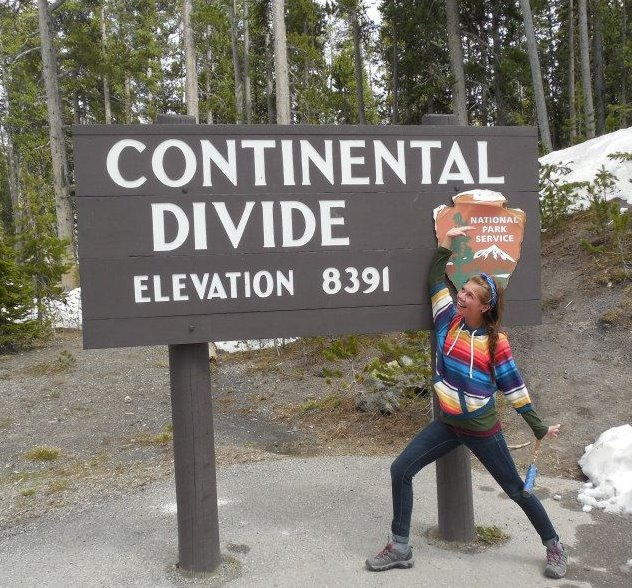 CONTINENTAL
DIVIDE
ELEVATION 8391
NATIONAL
PARK
SERVICE